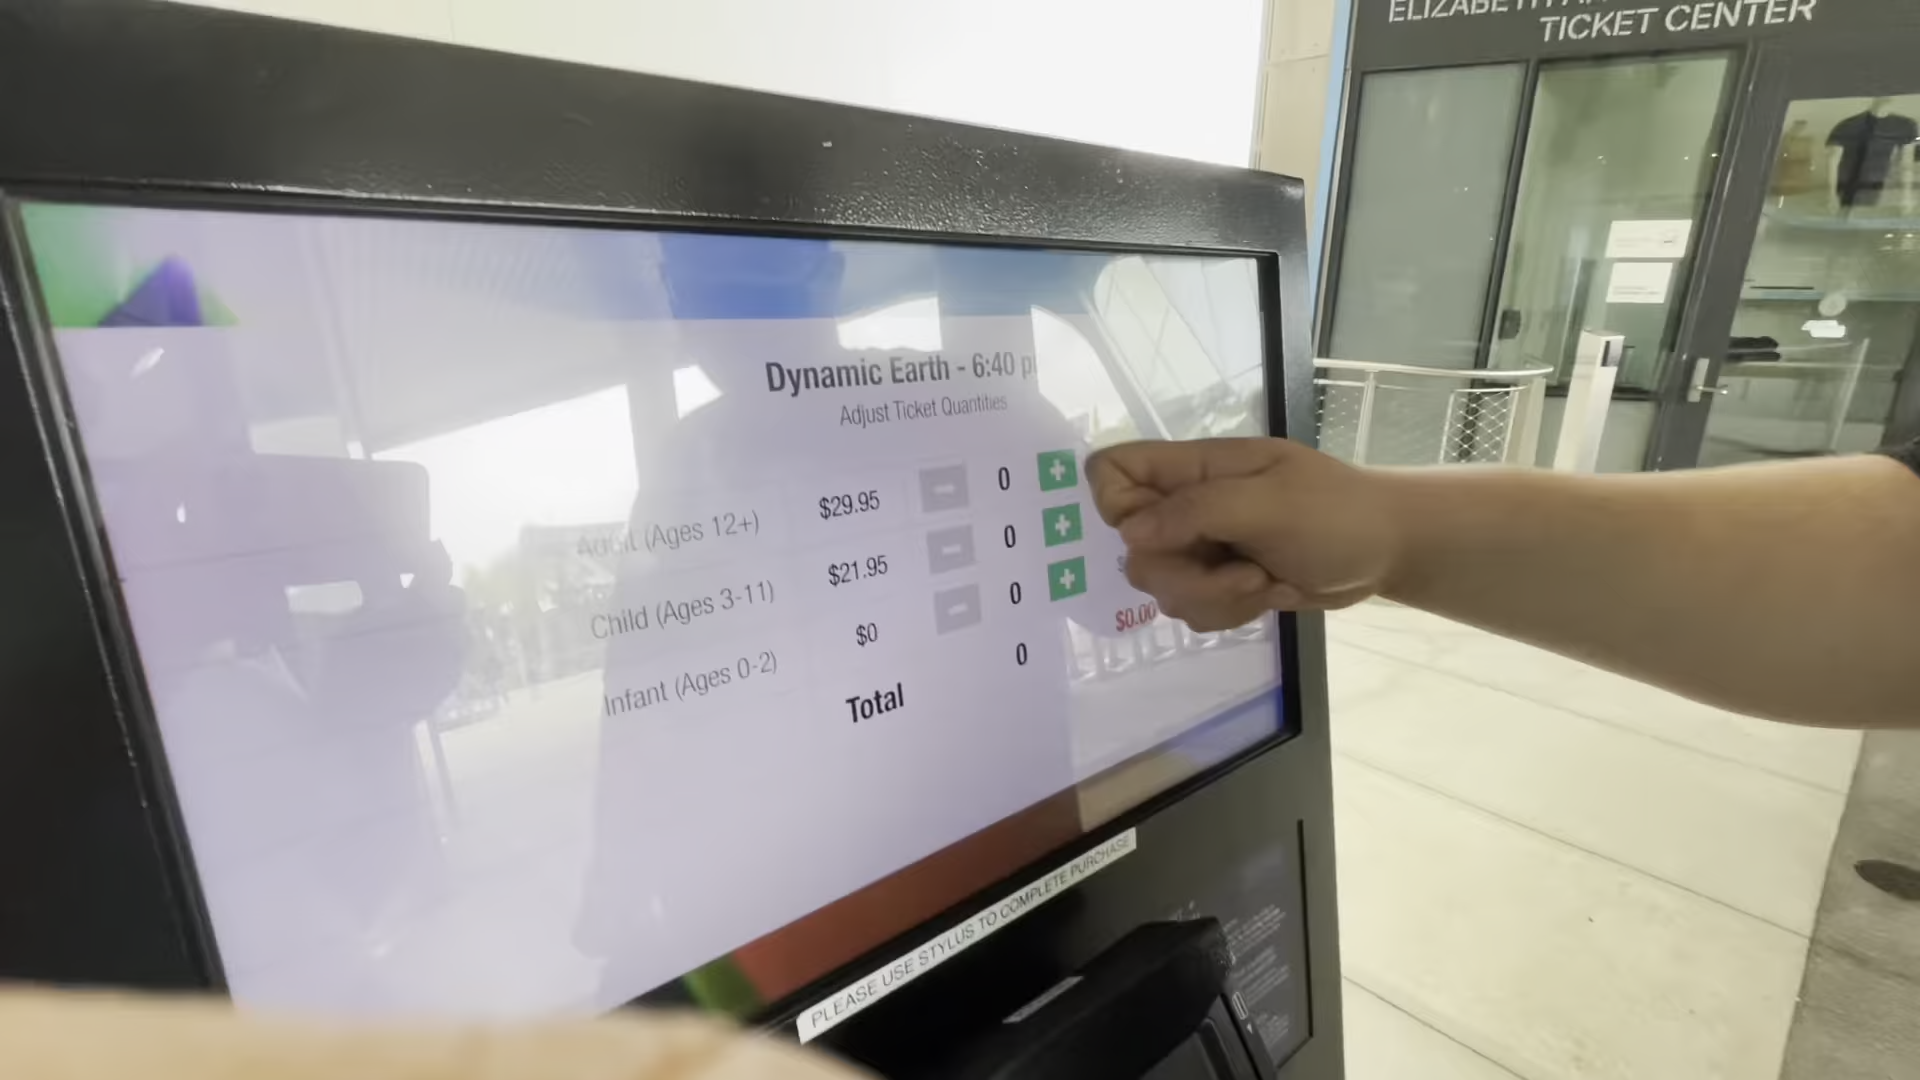 TICKET CENTER
Dynamic Earth - 6:40
Adjust Ticket Quantities
Adult (Ages 12+) $29.95 - 0 +
Child (Ages 3-11) $21.95 - 0 +
Infant (Ages 0-2) $0 - 0 +
Total 0 $0.00
PLEASE USE STYLUS TO COMPLETE PURCHASE